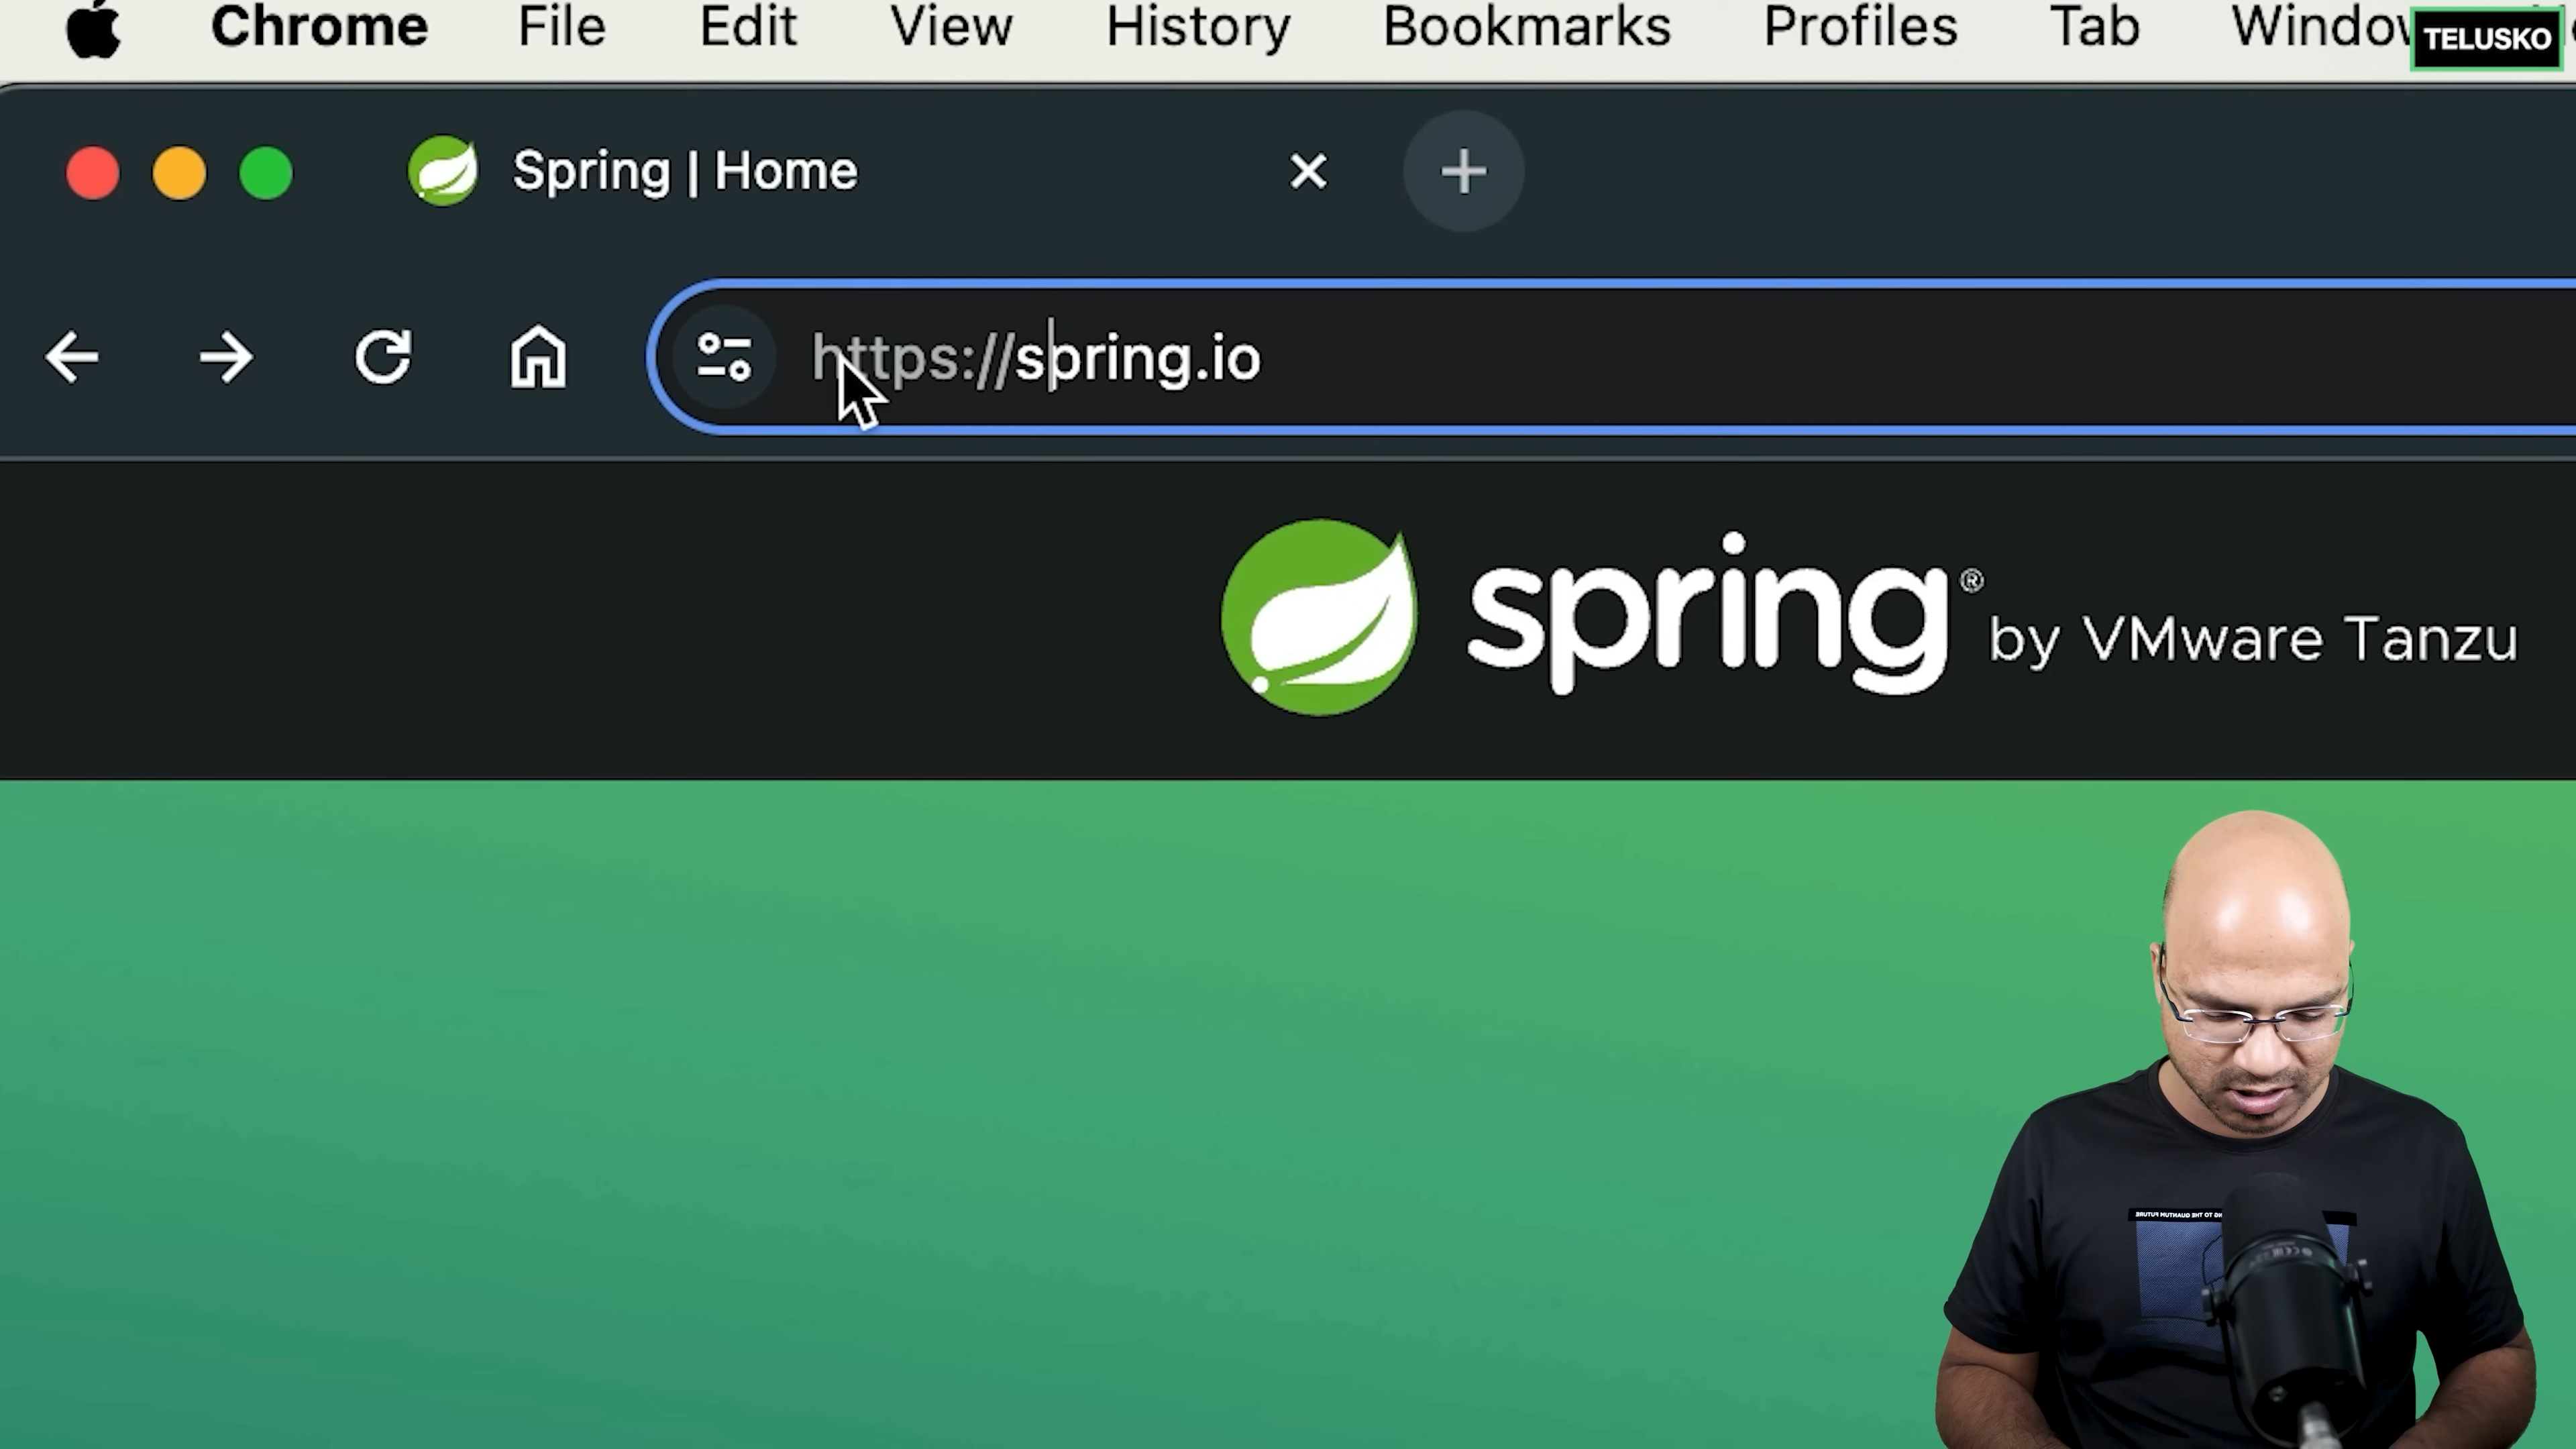 Chrome File Edit View History Bookmarks Profiles Tab
TELUSKO
Spring | Home
https://spring.io
spring® by VMware Tanzu